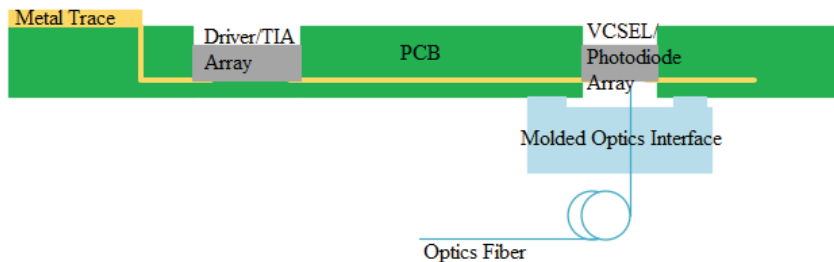 Metal Trace
Driver/TIA
Array
PCB
VCSEL/
Photodiode
Array
Molded Optics Interface
Optics Fiber